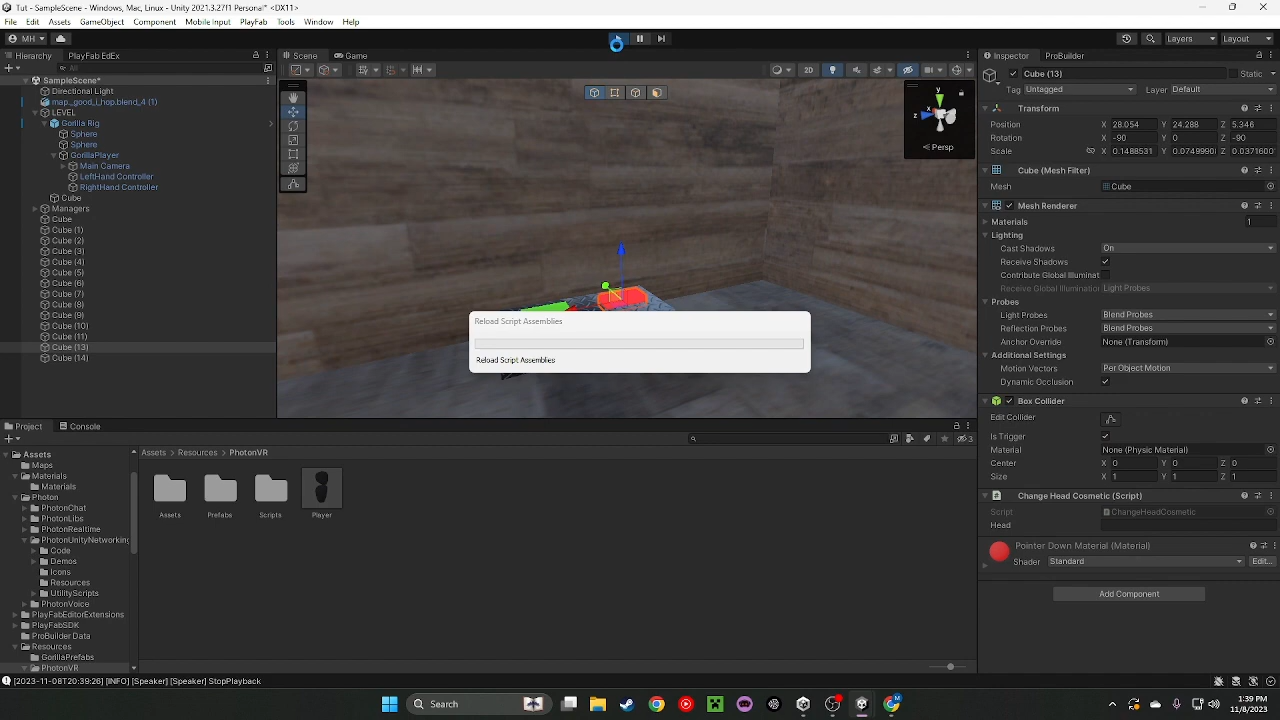 Tut - SampleScene - Windows, Mac, Linux - Unity 2021.3.27f1 Personal* <DX11>
File Edit Assets GameObject Component Mobile Input ProBuilder PlayFab Tools Window Help
MH Layers Layout
Hierarchy PlayFab EdEx Scene Game Inspector ProBuilder
All 2D
SampleScene*
Directional Light
map_good_i_hop.blend_4 (1)
LEVEL
Gorilla Rig
Sphere
Sphere
GorillaPlayer
Main Camera
LeftHand Controller
RightHand Controller
Cube
Managers
Cube
Cube (1)
Cube (2)
Cube (3)
Cube (4)
Cube (5)
Cube (6)
Cube (7)
Cube (8)
Cube (9)
Cube (10)
Cube (11)
Cube (13)
Cube (14)
y
z x
Persp
Reload Script Assemblies
Reload Script Assemblies
Cube (13) Static
Tag Untagged Layer Default
Transform
Position X 28.054 Y 24.288 Z 5.346
Rotation X -90 Y 0 Z -90
Scale X 0.1488531 Y 0.0749990 Z 0.0371600
Cube (Mesh Filter)
Mesh Cube
Mesh Renderer
Materials 1
Lighting
Cast Shadows On
Receive Shadows
Contribute Global Illuminat
Receive Global Illumination Light Probes
Probes
Light Probes Blend Probes
Reflection Probes Blend Probes
Anchor Override None (Transform)
Additional Settings
Motion Vectors Per Object Motion
Dynamic Occlusion
Box Collider
Edit Collider
Is Trigger
Material None (Physic Material)
Center X 0 Y 0 Z 0
Size X 1 Y 1 Z 1
Change Head Cosmetic (Script)
Script ChangeHeadCosmetic
Head
Pointer Down Material (Material)
Shader Standard Edit...
Add Component
Project Console
3
Assets
Maps
Materials
Materials
Photon
PhotonChat
PhotonLibs
PhotonRealtime
PhotonUnityNetworking
Code
Demos
Icons
Resources
UtilityScripts
PhotonVoice
PlayFabEditorExtensions
PlayFabSDK
ProBuilder Data
Resources
GorillaPrefabs
PhotonVR
Assets > Resources > PhotonVR
Assets Prefabs Scripts Player
[2023-11-08T20:39:26] [INFO] [Speaker] [Speaker] StopPlayback
Search
1:39 PM
11/8/2023